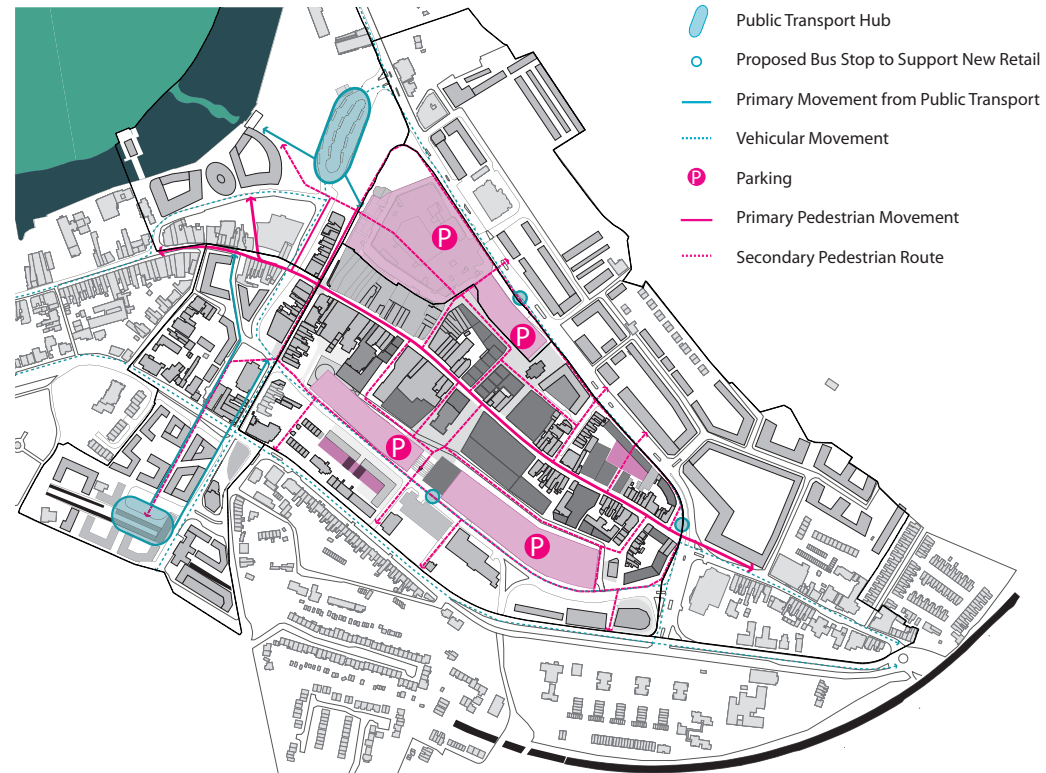 Public Transport Hub
Proposed Bus Stop to Support New Retail
Primary Movement from Public Transport
Vehicular Movement
P Parking
Primary Pedestrian Movement
Secondary Pedestrian Route
P
P
P
P